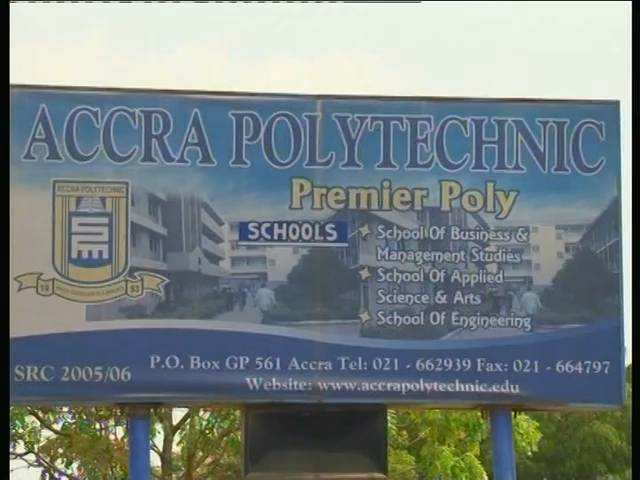 ACCRA POLYTECHNIC
Premier Poly
ACCRA POLYTECHNIC
SCHOOLS
School Of Business &
Management Studies
School Of Applied
Science & Arts
School Of Engineering
19 93
SRC 2005/06
P.O. Box GP 561 Accra Tel: 021 - 662939 Fax: 021 - 664797
Website: www.accrapolytechnic.edu